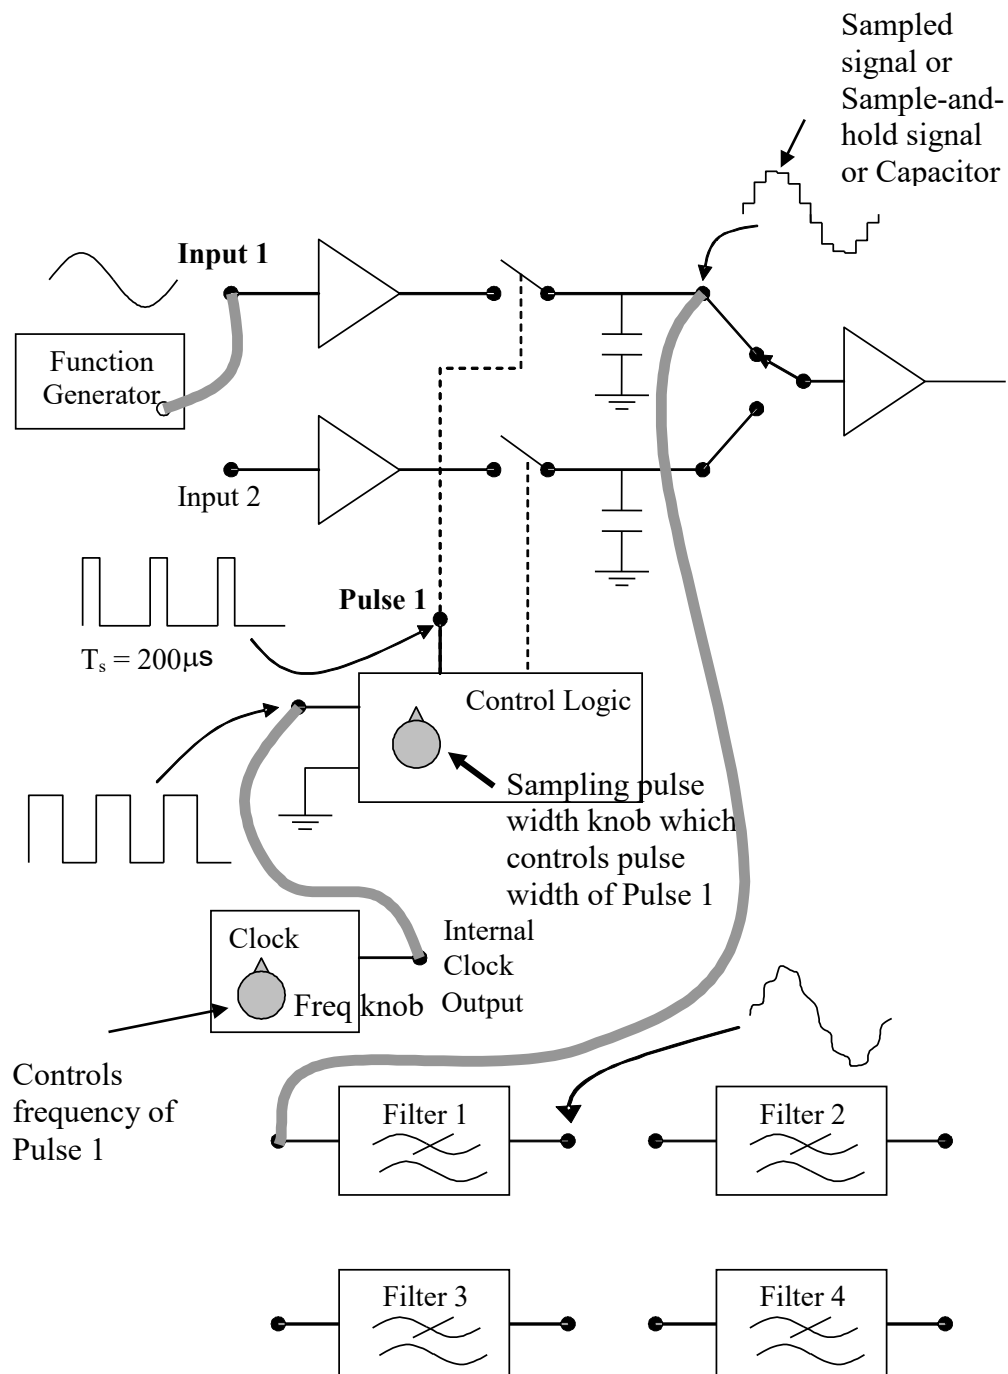 Sampled
signal or
Sample-and-
hold signal
or Capacitor
Input 1
Function
Generator
Input 2
Pulse 1
Ts = 200μs
Control Logic
Sampling pulse
width knob which
controls pulse
width of Pulse 1
Clock
Freq knob
Internal
Clock
Output
Controls
frequency of
Pulse 1
Filter 1
Filter 2
Filter 3
Filter 4